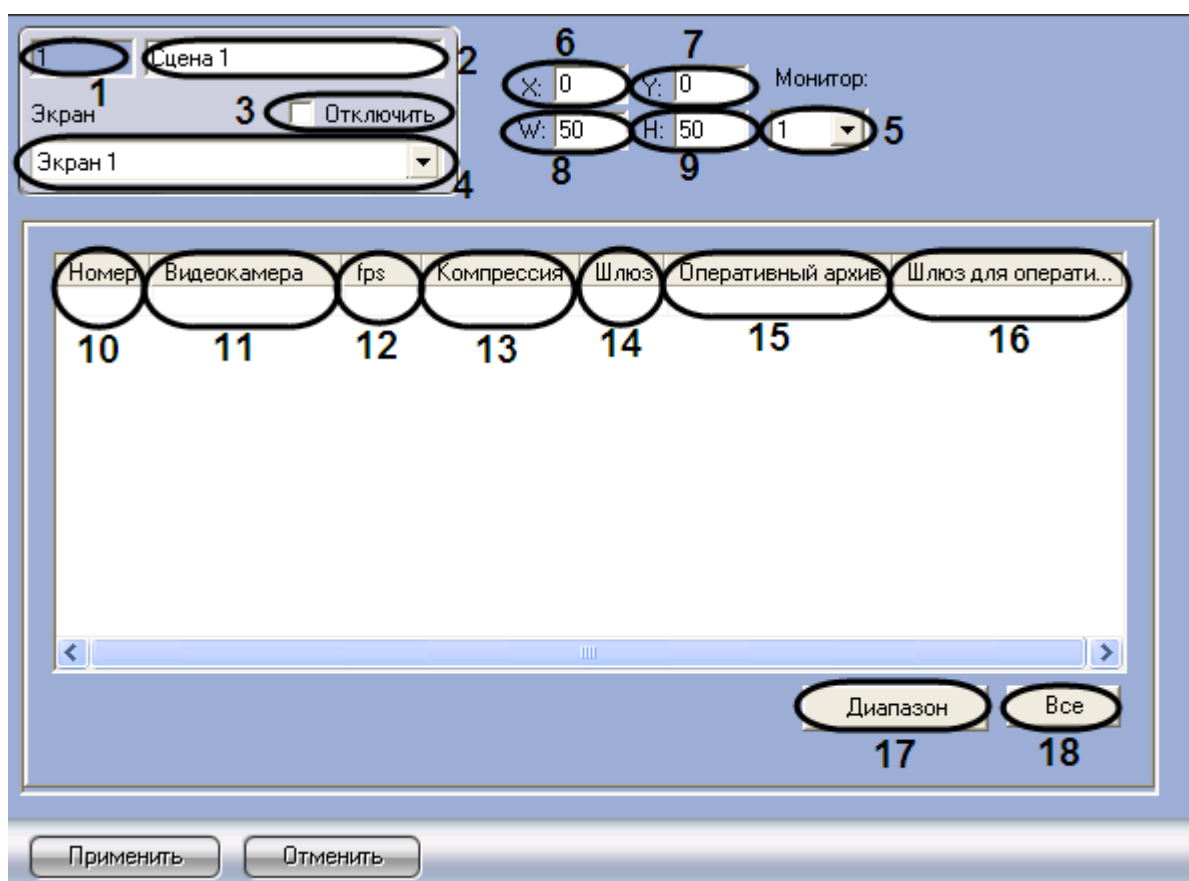 1 Сцена 1 2
1
Экран 3 Отключить
Экран 1
4
6 7
X: 0 Y: 0 Монитор:
W: 50 H: 50 1 5
8 9
Номер Видеокамера fps Компрессия Шлюз Оперативный архив Шлюз для операти...
10 11 12 13 14 15 16
Диапазон Все
17 18
Применить Отменить